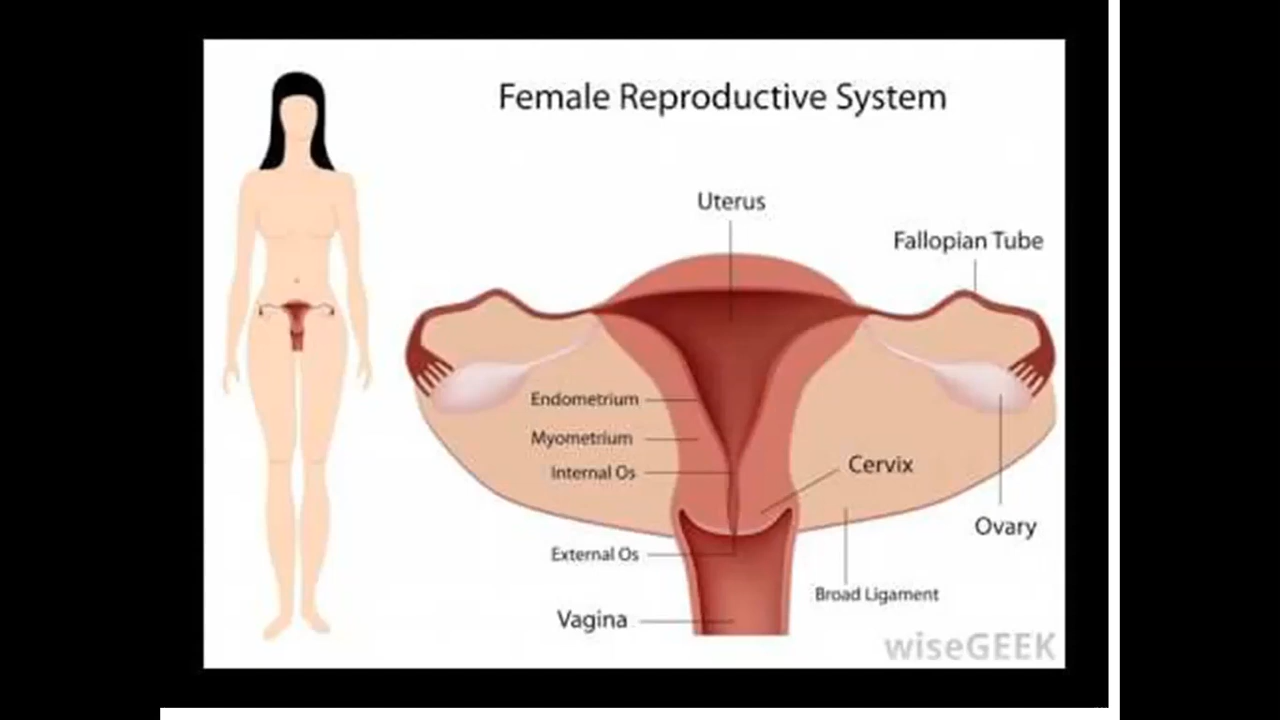 Female Reproductive System
Uterus
Fallopian Tube
Endometrium
Myometrium
Internal Os
Cervix
Ovary
External Os
Broad Ligament
Vagina
wiseGEEK